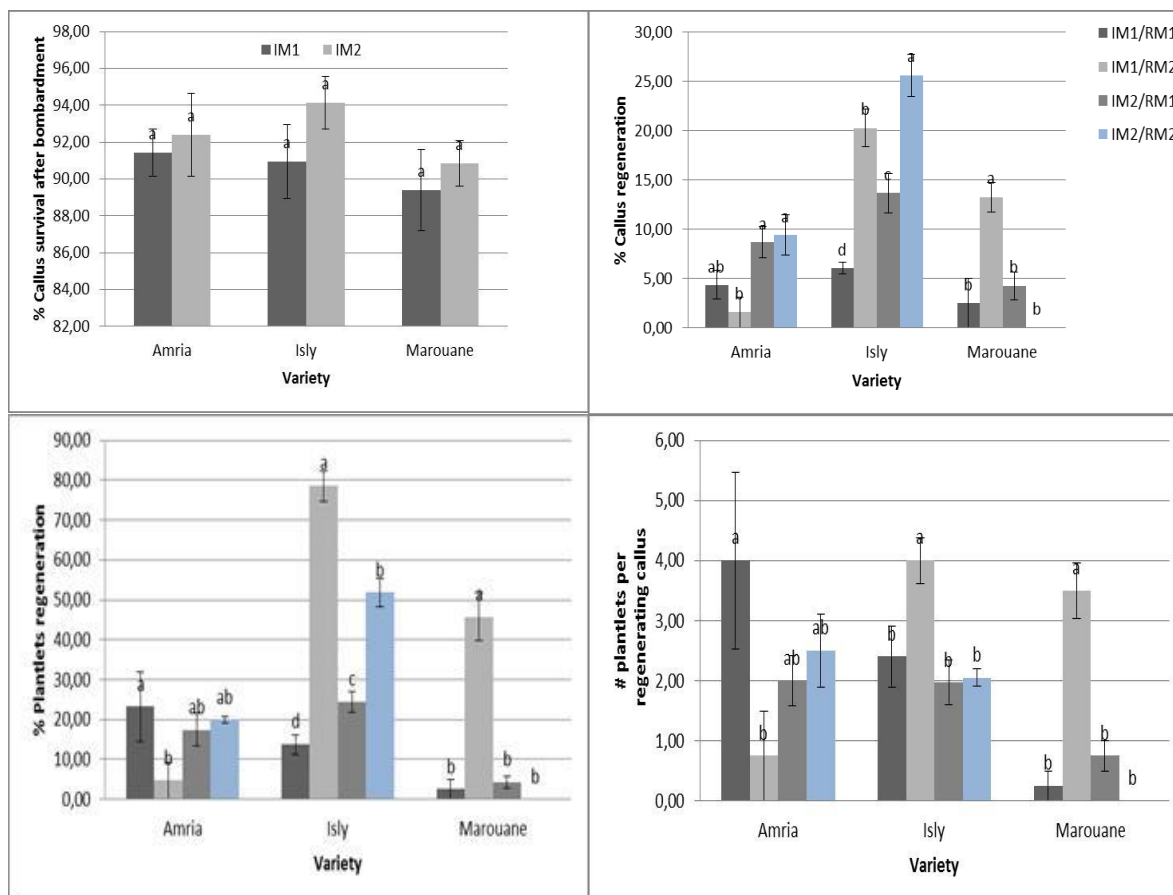 98,00
96,00
94,00
92,00
90,00
88,00
86,00
84,00
82,00
% Callus survival after bombardment
IM1 IM2
a a a a a a
Amria Isly Marouane
Variety
30,00
25,00
20,00
15,00
10,00
5,00
0,00
% Callus regeneration
ab b a a d b c a b a b b
Amria Isly Marouane
Variety
IM1/RM1
IM1/RM2
IM2/RM1
IM2/RM2
90,00
80,00
70,00
60,00
50,00
40,00
30,00
20,00
10,00
0,00
% Plantlets regeneration
a b ab ab d a c b b a b b
Amria Isly Marouane
Variety
6,00
5,00
4,00
3,00
2,00
1,00
0,00
# plantlets per
regenerating callus
a b ab ab b a b b b a b b
Amria Isly Marouane
Variety